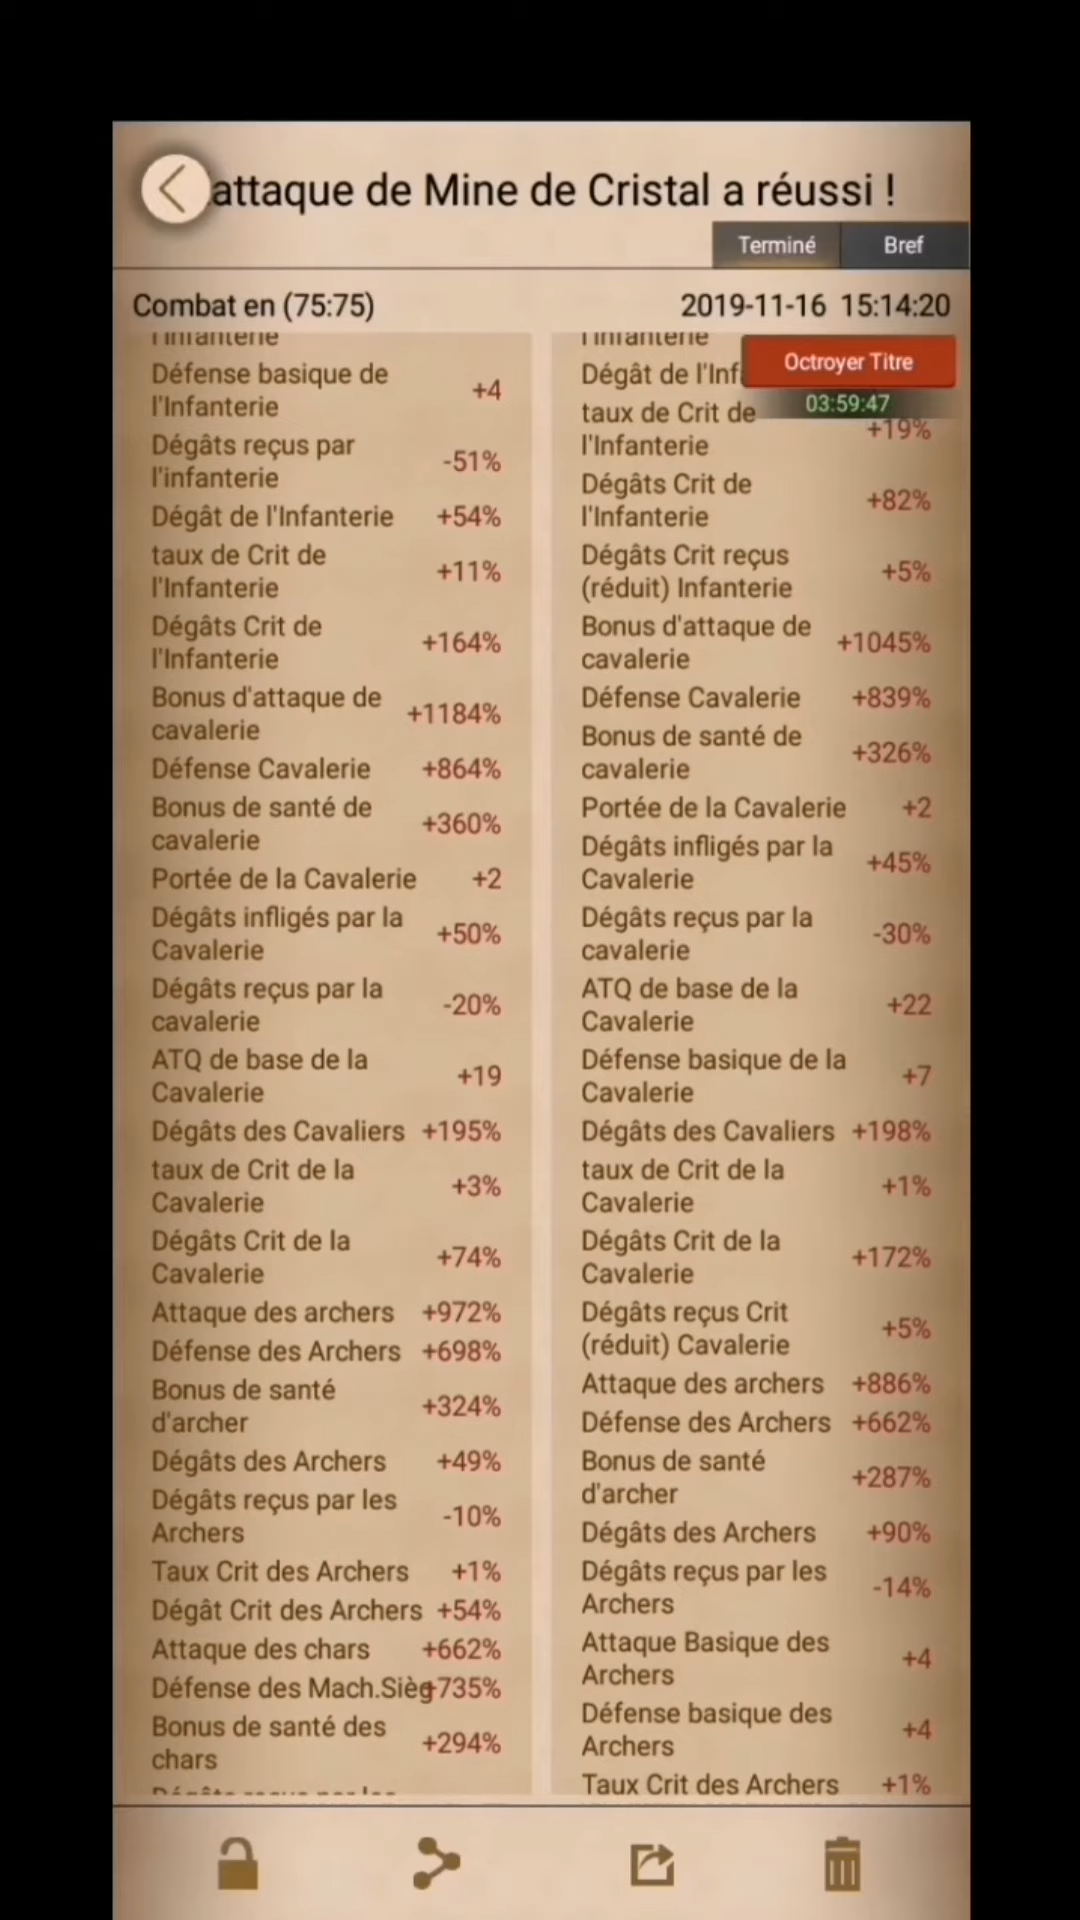 attaque de Mine de Cristal a réussi !
Terminé
Bref
Combat en (75:75)
2019-11-16 15:14:20
l'Infanterie
Défense basique de
l'Infanterie
+4
Dégâts reçus par
l'infanterie
-51%
Dégât de l'Infanterie +54%
taux de Crit de
l'Infanterie
+11%
Dégâts Crit de
l'Infanterie
+164%
Bonus d'attaque de
cavalerie
+1184%
Défense Cavalerie +864%
Bonus de santé de
cavalerie
+360%
Portée de la Cavalerie +2
Dégâts infligés par la
Cavalerie
+50%
Dégâts reçus par la
cavalerie
-20%
ATQ de base de la
Cavalerie
+19
Dégâts des Cavaliers +195%
taux de Crit de la
Cavalerie
+3%
Dégâts Crit de la
Cavalerie
+74%
Attaque des archers +972%
Défense des Archers +698%
Bonus de santé
d'archer
+324%
Dégâts des Archers +49%
Dégâts reçus par les
Archers
-10%
Taux Crit des Archers +1%
Dégât Crit des Archers +54%
Attaque des chars +662%
Défense des Mach.Sièg+735%
Bonus de santé des
chars
+294%
Dégâts reçus par les
l'Infanterie
Octroyer Titre
03:59:47
Dégât de l'Inf
taux de Crit de
l'Infanterie
+19%
Dégâts Crit de
l'Infanterie
+82%
Dégâts Crit reçus
(réduit) Infanterie
+5%
Bonus d'attaque de
cavalerie
+1045%
Défense Cavalerie +839%
Bonus de santé de
cavalerie
+326%
Portée de la Cavalerie +2
Dégâts infligés par la
Cavalerie
+45%
Dégâts reçus par la
cavalerie
-30%
ATQ de base de la
Cavalerie
+22
Défense basique de la
Cavalerie
+7
Dégâts des Cavaliers +198%
taux de Crit de la
Cavalerie
+1%
Dégâts Crit de la
Cavalerie
+172%
Dégâts reçus Crit
(réduit) Cavalerie
+5%
Attaque des archers +886%
Défense des Archers +662%
Bonus de santé
d'archer
+287%
Dégâts des Archers +90%
Dégâts reçus par les
Archers
-14%
Attaque Basique des
Archers
+4
Défense basique des
Archers
+4
Taux Crit des Archers +1%